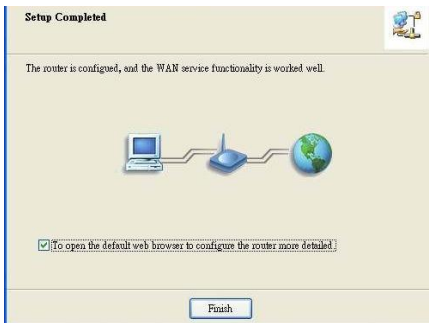 Setup Completed
The router is configued, and the WAN service functionality is worked well.
To open the default web browser to configure the router more detailed.
Finish